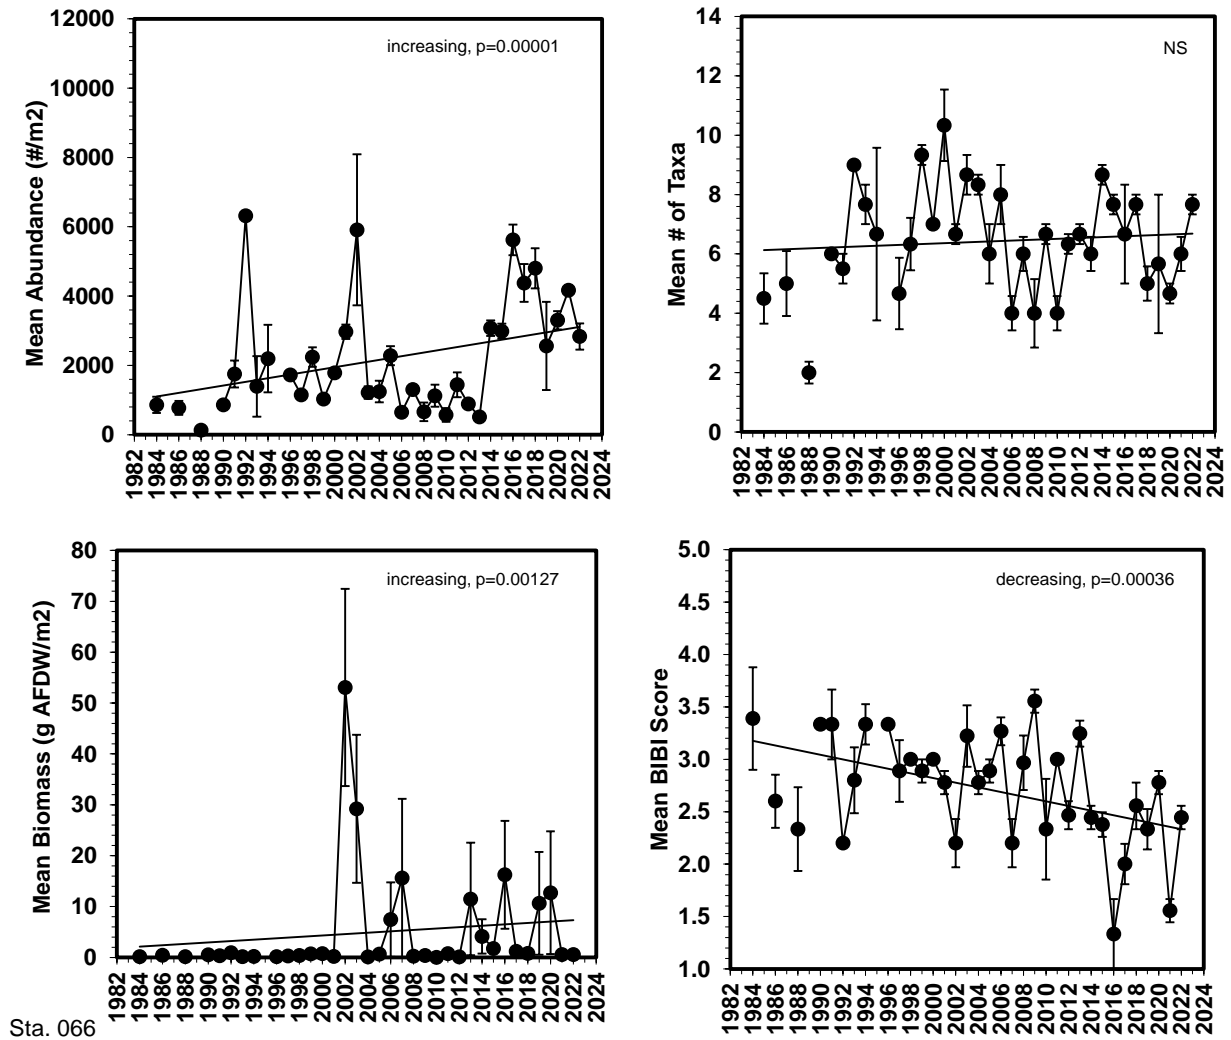 12000
10000
8000
6000
4000
2000
0
Mean Abundance (#/m2)
increasing, p=0.00001
1982 1984 1986 1988 1990 1992 1994 1996 1998 2000 2002 2004 2006 2008 2010 2012 2014 2016 2018 2020 2022 2024
14
12
10
8
6
4
2
0
Mean # of Taxa
NS
1982 1984 1986 1988 1990 1992 1994 1996 1998 2000 2002 2004 2006 2008 2010 2012 2014 2016 2018 2020 2022 2024
80
70
60
50
40
30
20
10
0
Mean Biomass (g AFDW/m2)
increasing, p=0.00127
1982 1984 1986 1988 1990 1992 1994 1996 1998 2000 2002 2004 2006 2008 2010 2012 2014 2016 2018 2020 2022 2024
5.0
4.5
4.0
3.5
3.0
2.5
2.0
1.5
1.0
Mean BIBI Score
decreasing, p=0.00036
1982 1984 1986 1988 1990 1992 1994 1996 1998 2000 2002 2004 2006 2008 2010 2012 2014 2016 2018 2020 2022 2024
Sta. 066